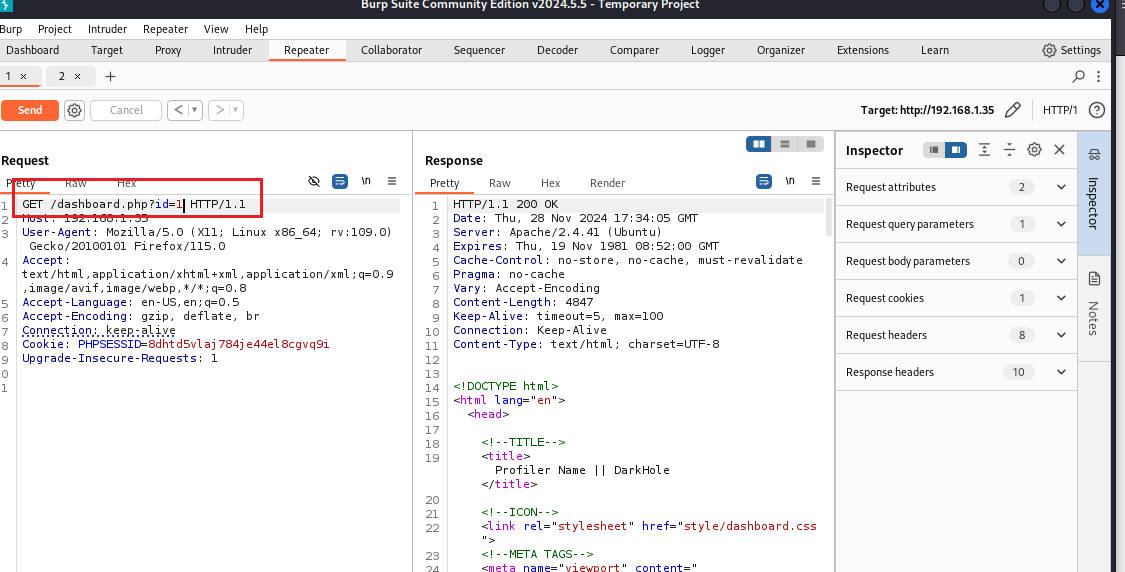 Burp Suite Community Edition v2024.5.5 - Temporary Project
Burp Project Intruder Repeater View Help
Dashboard Target Proxy Intruder Repeater Collaborator Sequencer Decoder Comparer Logger Organizer Extensions Learn Settings
1 × 2 × +
Send Cancel < > Target: http://192.168.1.35 HTTP/1 ?
Request
Pretty Raw Hex \n
1 GET /dashboard.php?id=1 HTTP/1.1
2 Host: 192.168.1.35
3 User-Agent: Mozilla/5.0 (X11; Linux x86_64; rv:109.0)
Gecko/20100101 Firefox/115.0
4 Accept:
text/html,application/xhtml+xml,application/xml;q=0.9
,image/avif,image/webp,*/*;q=0.8
5 Accept-Language: en-US,en;q=0.5
6 Accept-Encoding: gzip, deflate, br
7 Connection: keep-alive
8 Cookie: PHPSESSID=8dhtd5vlaj784je44el8cgvq9i
9 Upgrade-Insecure-Requests: 1
0
1
Response
Pretty Raw Hex Render \n
1 HTTP/1.1 200 OK
2 Date: Thu, 28 Nov 2024 17:34:05 GMT
3 Server: Apache/2.4.41 (Ubuntu)
4 Expires: Thu, 19 Nov 1981 08:52:00 GMT
5 Cache-Control: no-store, no-cache, must-revalidate
6 Pragma: no-cache
7 Vary: Accept-Encoding
8 Content-Length: 4847
9 Keep-Alive: timeout=5, max=100
10 Connection: Keep-Alive
11 Content-Type: text/html; charset=UTF-8
12
13
14 <!DOCTYPE html>
15 <html lang="en">
16 <head>
17
18 <!--TITLE-->
19 <title>
Profiler Name || DarkHole
</title>
20
21 <!--ICON-->
22 <link rel="stylesheet" href="style/dashboard.css
">
23 <!--META TAGS-->
24 <meta name="viewport" content="
Inspector
Request attributes 2
Request query parameters 1
Request body parameters 0
Request cookies 1
Request headers 8
Response headers 10
Inspector
Notes